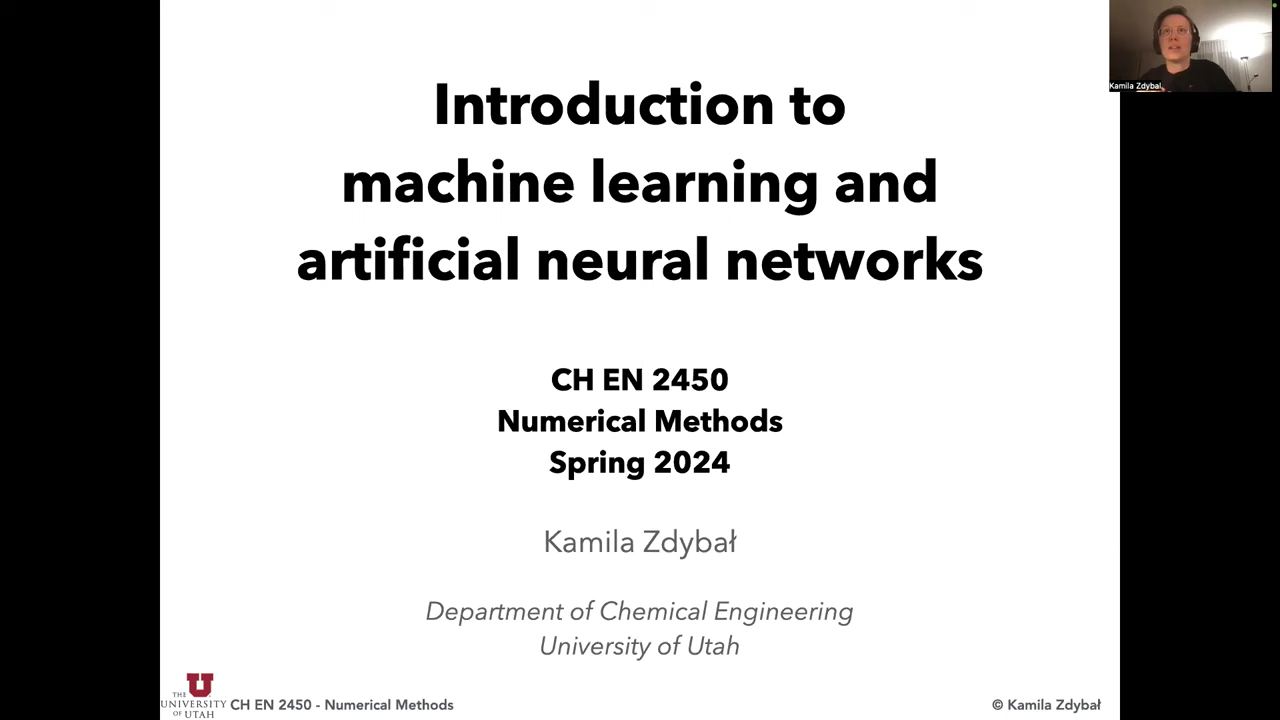 Introduction to
machine learning and
artificial neural networks
CH EN 2450
Numerical Methods
Spring 2024
Kamila Zdybał
Department of Chemical Engineering
University of Utah
Kamila Zdybal
U
THE
UNIVERSITY
OF UTAH
CH EN 2450 - Numerical Methods
© Kamila Zdybał